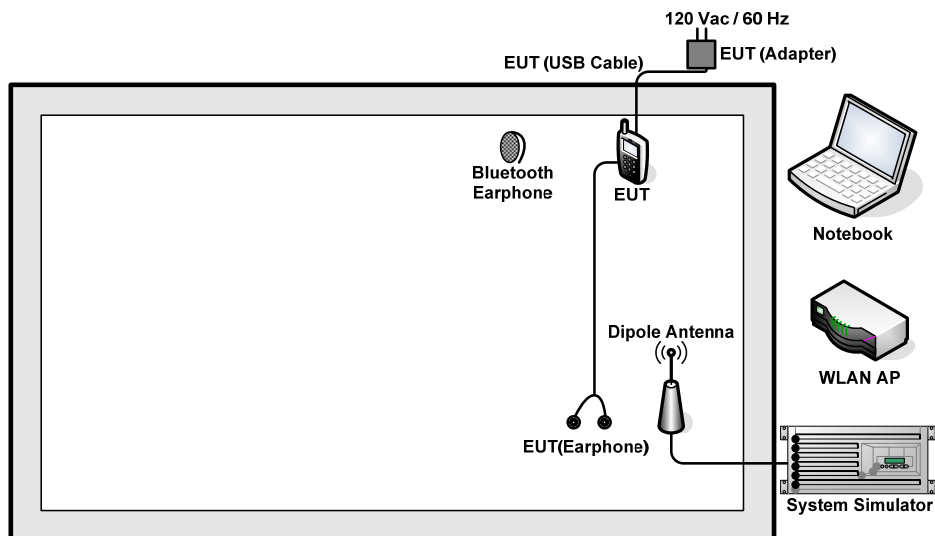 120 Vac / 60 Hz
EUT (USB Cable)
EUT (Adapter)
Bluetooth
Earphone
EUT
Notebook
Dipole Antenna
WLAN AP
EUT(Earphone)
System Simulator